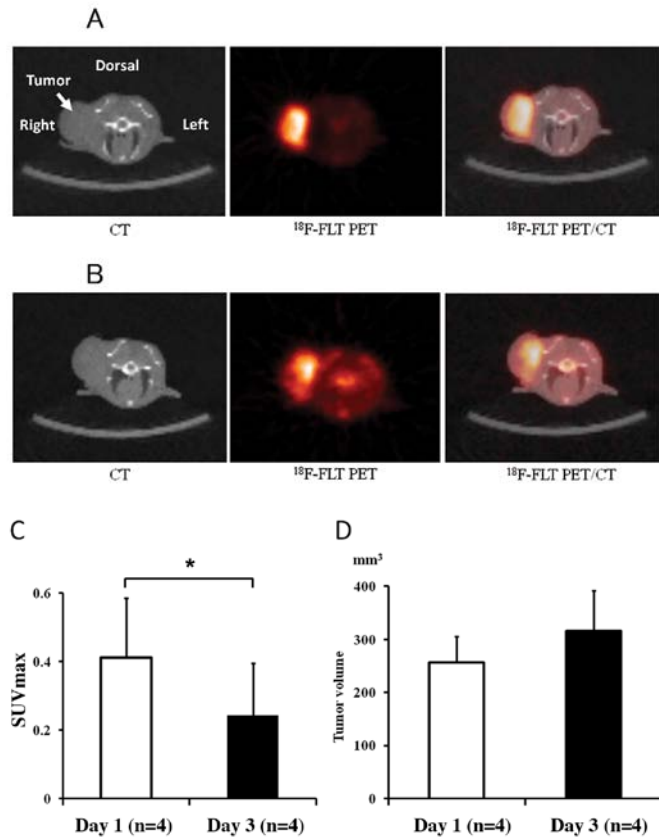 A
Dorsal
Tumor
Right
Left
CT
¹⁸F-FLT PET
¹⁸F-FLT PET/CT
B
CT
¹⁸F-FLT PET
¹⁸F-FLT PET/CT
C
*
0.6
0.4
0.2
0
SUVmax
Day 1 (n=4)
Day 3 (n=4)
D
mm³
400
300
200
100
0
Tumor volume
Day 1 (n=4)
Day 3 (n=4)